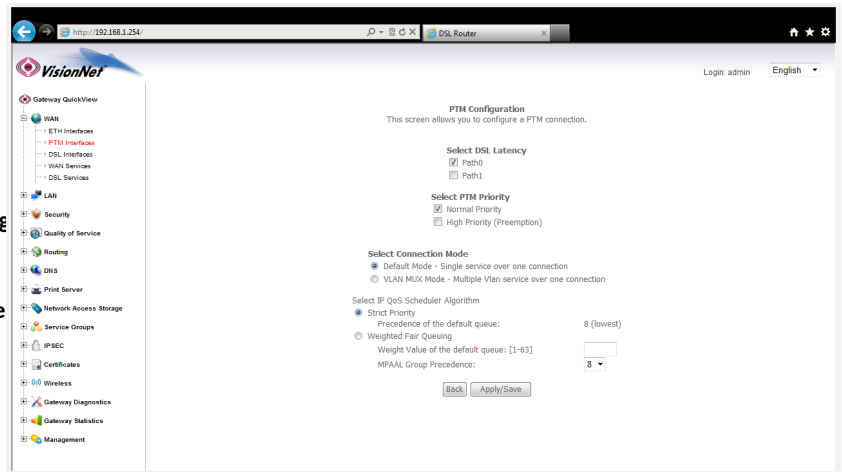 http://192.168.1.254/
DSL Router
VisionNet
Login: admin
English
Gateway QuickView
WAN
ETH Interfaces
PTM Interfaces
DSL Interfaces
WAN Services
DSL Services
LAN
Security
Quality of Service
Routing
DNS
Print Server
Network Access Storage
Service Groups
IPSEC
Certificates
Wireless
Gateway Diagnostics
Gateway Statistics
Management
g
e
PTM Configuration
This screen allows you to configure a PTM connection.
Select DSL Latency
Path0
Path1
Select PTM Priority
Normal Priority
High Priority (Preemption)
Select Connection Mode
Default Mode - Single service over one connection
VLAN MUX Mode - Multiple Vlan service over one connection
Select IP QoS Scheduler Algorithm
Strict Priority
Precedence of the default queue: 8 (lowest)
Weighted Fair Queuing
Weight Value of the default queue: [1-63]
MPAAL Group Precedence: 8
Back Apply/Save